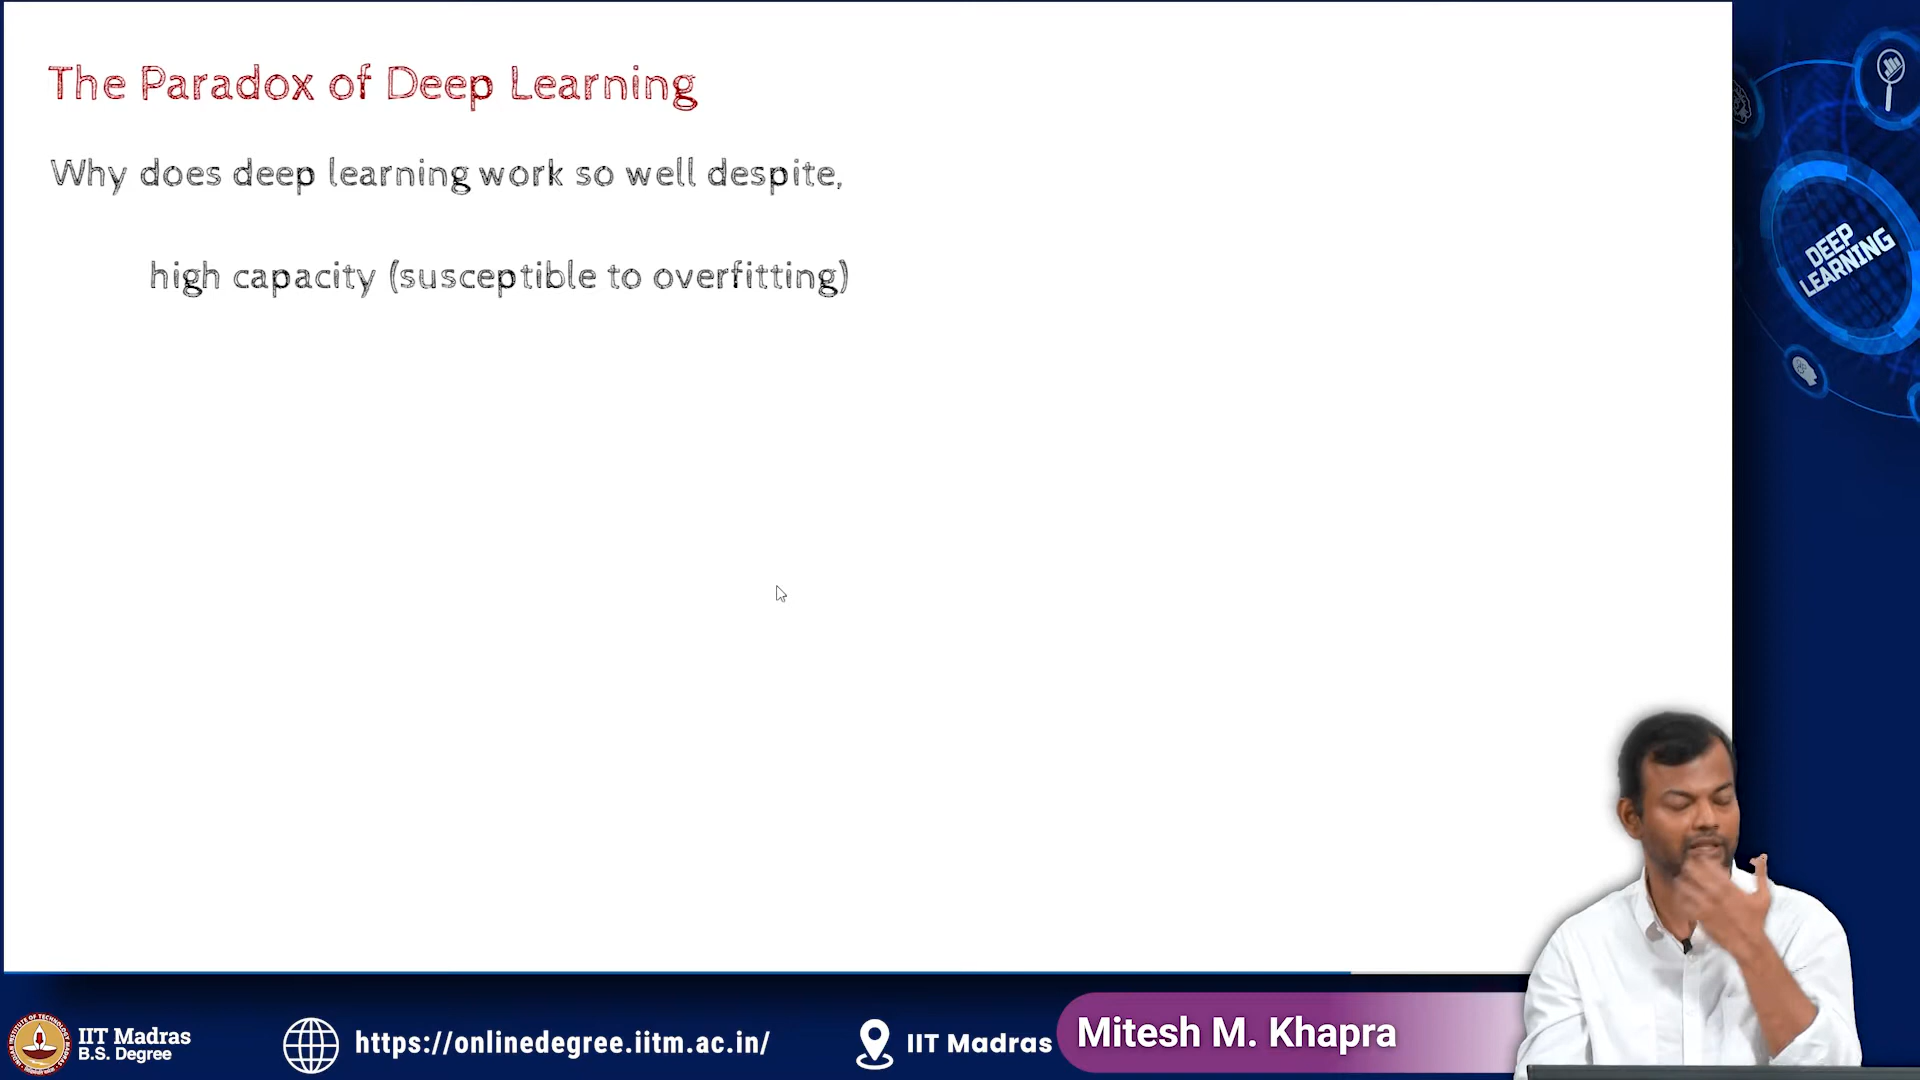 The Paradox of Deep Learning
Why does deep learning work so well despite,
high capacity (susceptible to overfitting)
DEEP
LEARNING
IIT Madras
B.S. Degree
https://onlinedegree.iitm.ac.in/
IIT Madras
Mitesh M. Khapra